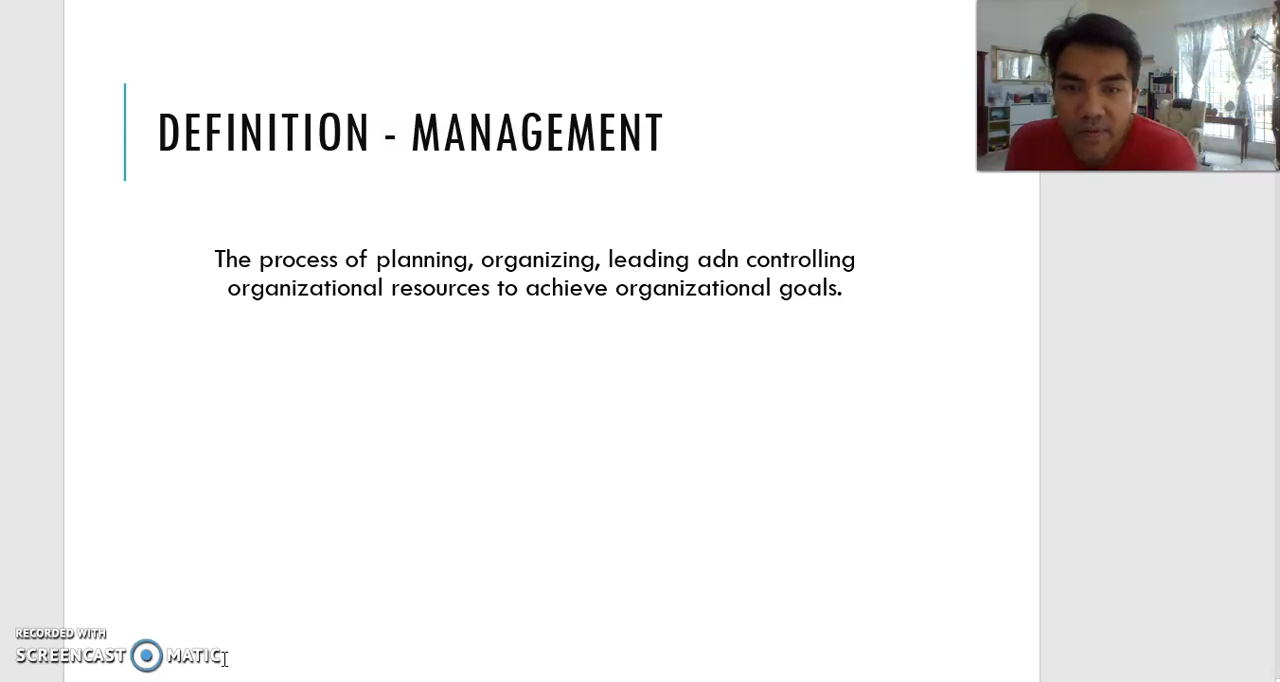 DEFINITION - MANAGEMENT
The process of planning, organizing, leading adn controlling
organizational resources to achieve organizational goals.
RECORDED WITH
SCREENCAST MATIC